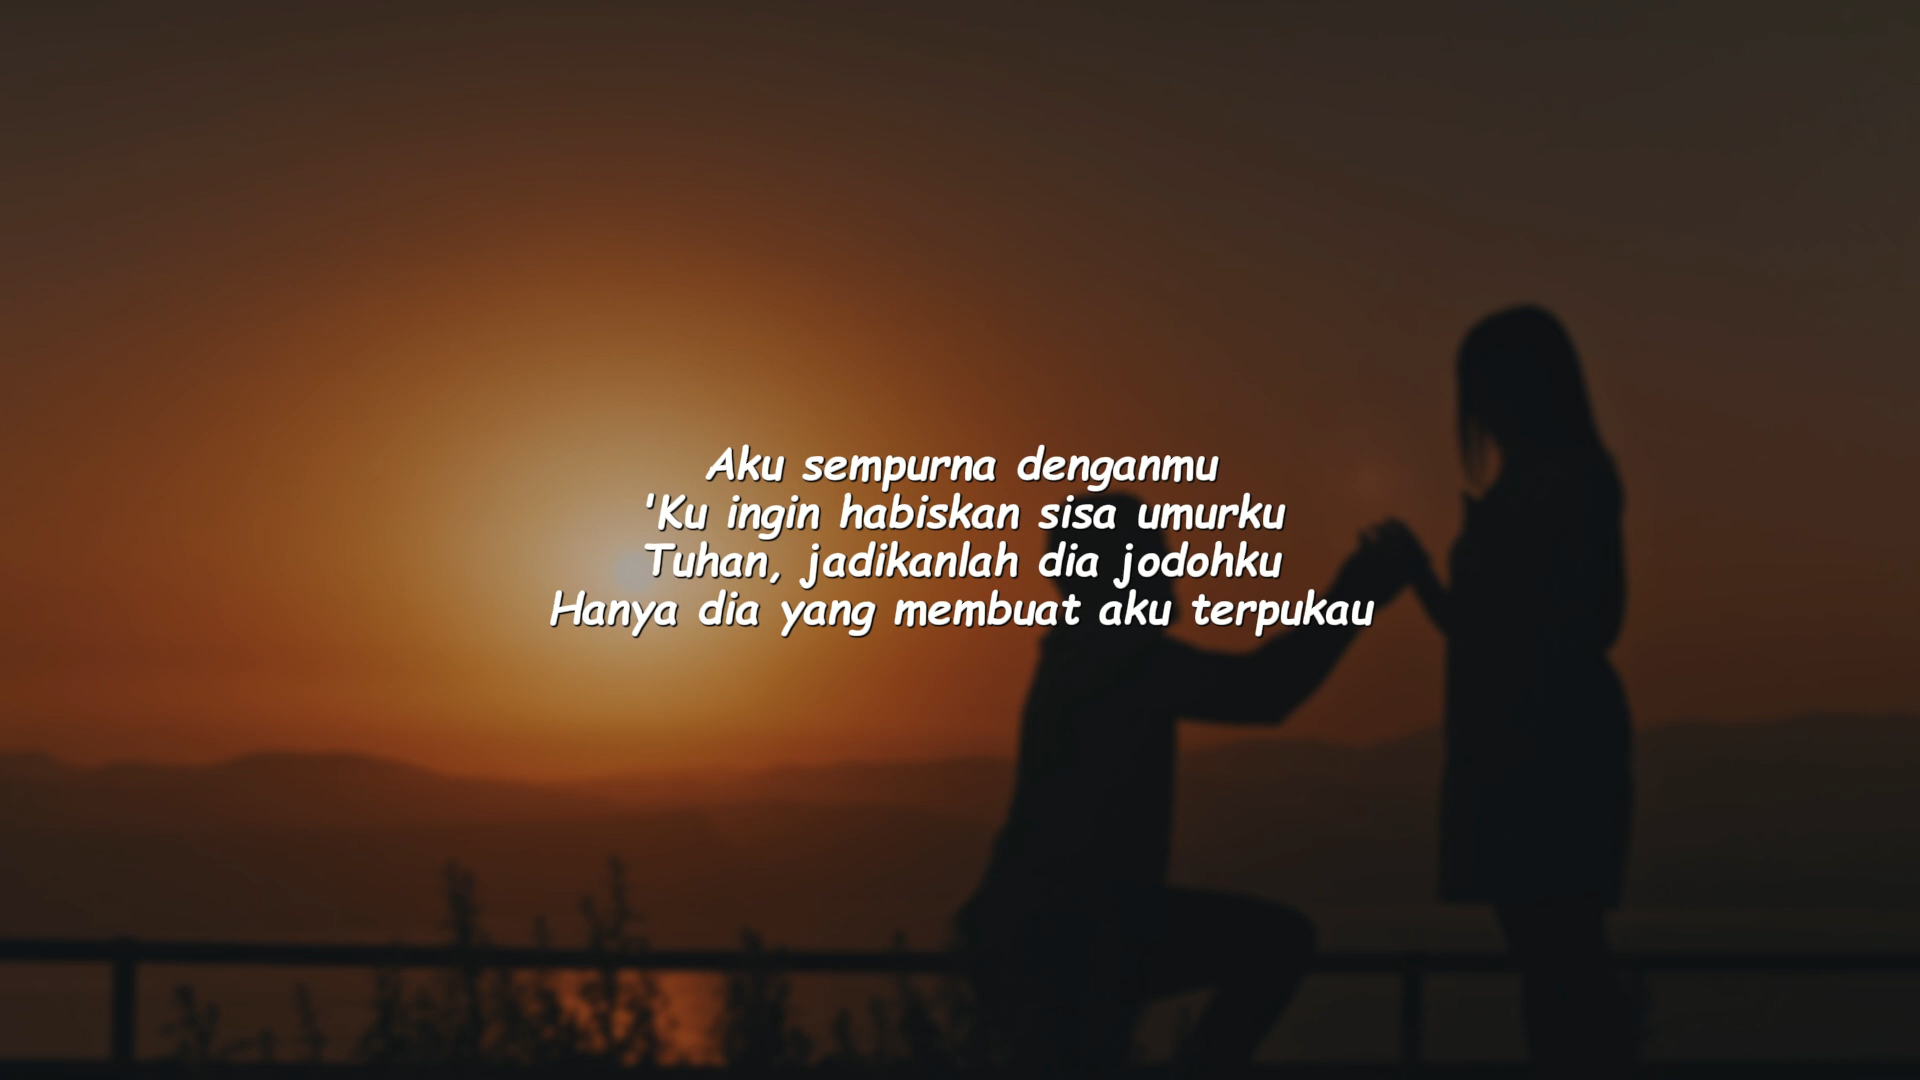 Aku sempurna denganmu
'Ku ingin habiskan sisa umurku
Tuhan, jadikanlah dia jodohku
Hanya dia yang membuat aku terpukau